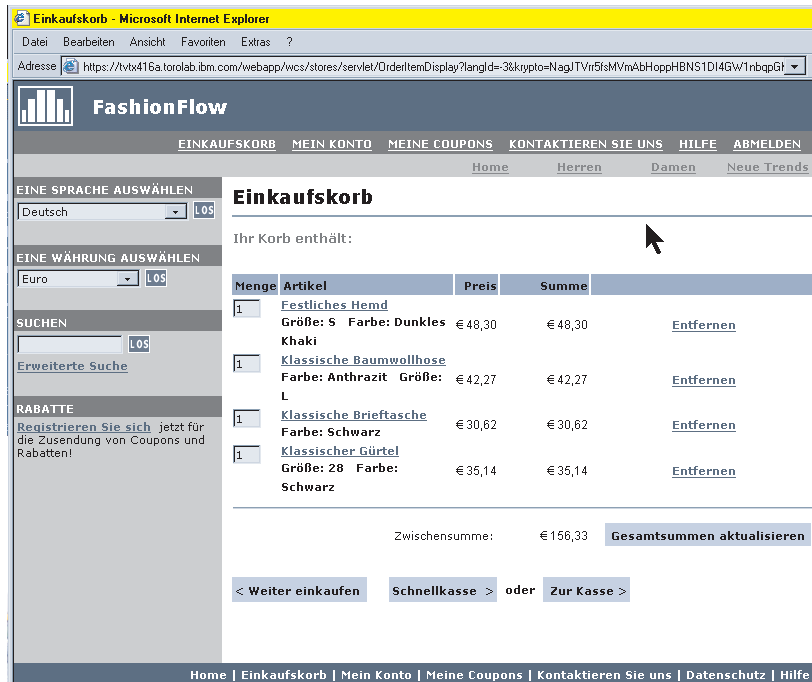 Einkaufskorb - Microsoft Internet Explorer
Datei Bearbeiten Ansicht Favoriten Extras ?
Adresse https://tvtx416a.torolab.ibm.com/webapp/wcs/stores/servlet/OrderItemDisplay?langId=-3&krypto=NagJTVrr5fsMVmAbHoppHBNS1DI4GW1nbqpGh
FashionFlow
EINKAUFSKORB MEIN KONTO MEINE COUPONS KONTAKTIEREN SIE UNS HILFE ABMELDEN
Home Herren Damen Neue Trends
EINE SPRACHE AUSWÄHLEN
Deutsch LOS
EINE WÄHRUNG AUSWÄHLEN
Euro LOS
SUCHEN
LOS
Erweiterte Suche
RABATTE
Registrieren Sie sich jetzt für
die Zusendung von Coupons und
Rabatten!
Einkaufskorb
Ihr Korb enthält:
Menge Artikel Preis Summe
1 Festliches Hemd
Größe: S Farbe: Dunkles
Khaki
€ 48,30 € 48,30 Entfernen
1 Klassische Baumwollhose
Farbe: Anthrazit Größe:
L
€ 42,27 € 42,27 Entfernen
1 Klassische Brieftasche
Farbe: Schwarz
€ 30,62 € 30,62 Entfernen
1 Klassischer Gürtel
Größe: 28 Farbe:
Schwarz
€ 35,14 € 35,14 Entfernen
Zwischensumme: € 156,33 Gesamtsummen aktualisieren
< Weiter einkaufen Schnellkasse > oder Zur Kasse >
Home | Einkaufskorb | Mein Konto | Meine Coupons | Kontaktieren Sie uns | Datenschutz | Hilfe